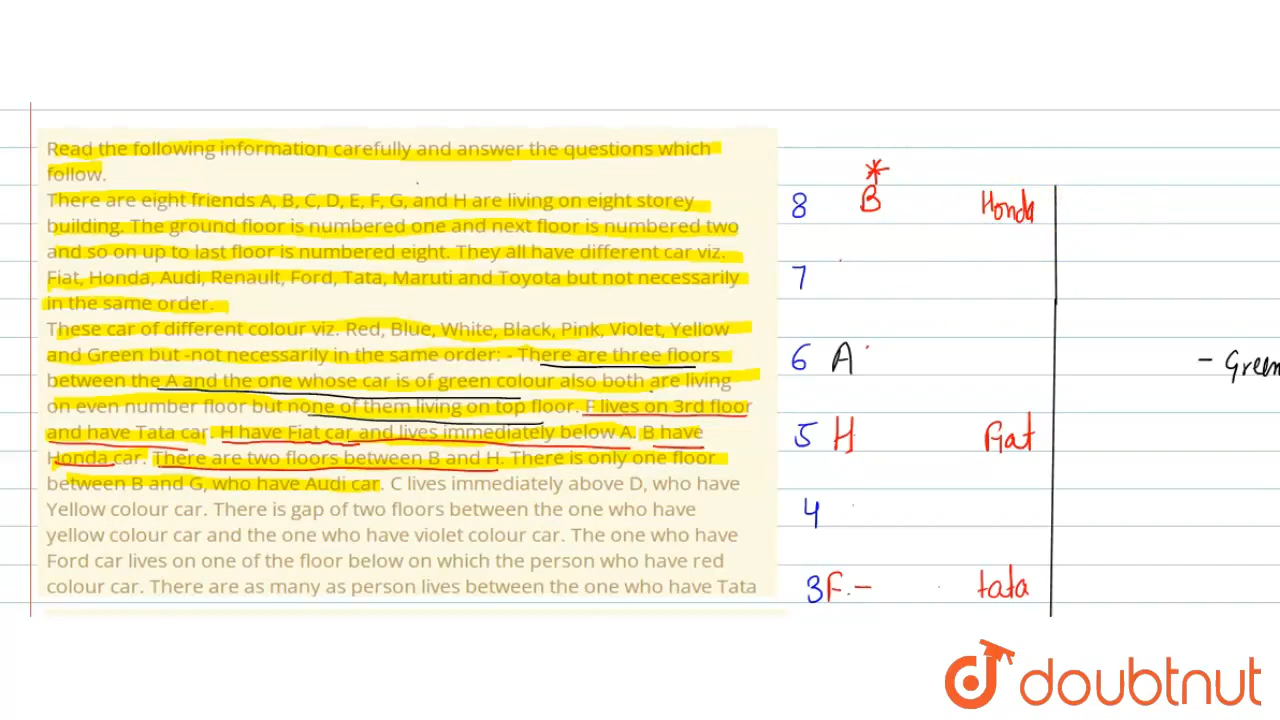 Read the following information carefully and answer the questions which
follow.
There are eight friends A, B, C, D, E, F, G, and H are living on eight storey
building. The ground floor is numbered one and next floor is numbered two
and so on up to last floor is numbered eight. They all have different car viz.
Fiat, Honda, Audi, Renault, Ford, Tata, Maruti and Toyota but not necessarily
in the same order.
These car of different colour viz. Red, Blue, White, Black, Pink, Violet, Yellow
and Green but -not necessarily in the same order: - There are three floors
between the A and the one whose car is of green colour also both are living
on even number floor but none of them living on top floor. F lives on 3rd floor
and have Tata car. H have Fiat car and lives immediately below A. B have
Honda car. There are two floors between B and H. There is only one floor
between B and G, who have Audi car. C lives immediately above D, who have
Yellow colour car. There is gap of two floors between the one who have
yellow colour car and the one who have violet colour car. The one who have
Ford car lives on one of the floor below on which the person who have red
colour car. There are as many as person lives between the one who have Tata
*
8 B Honda
7
6 A - Green
5 H Fiat
4
3 F. - tata
doubtnut